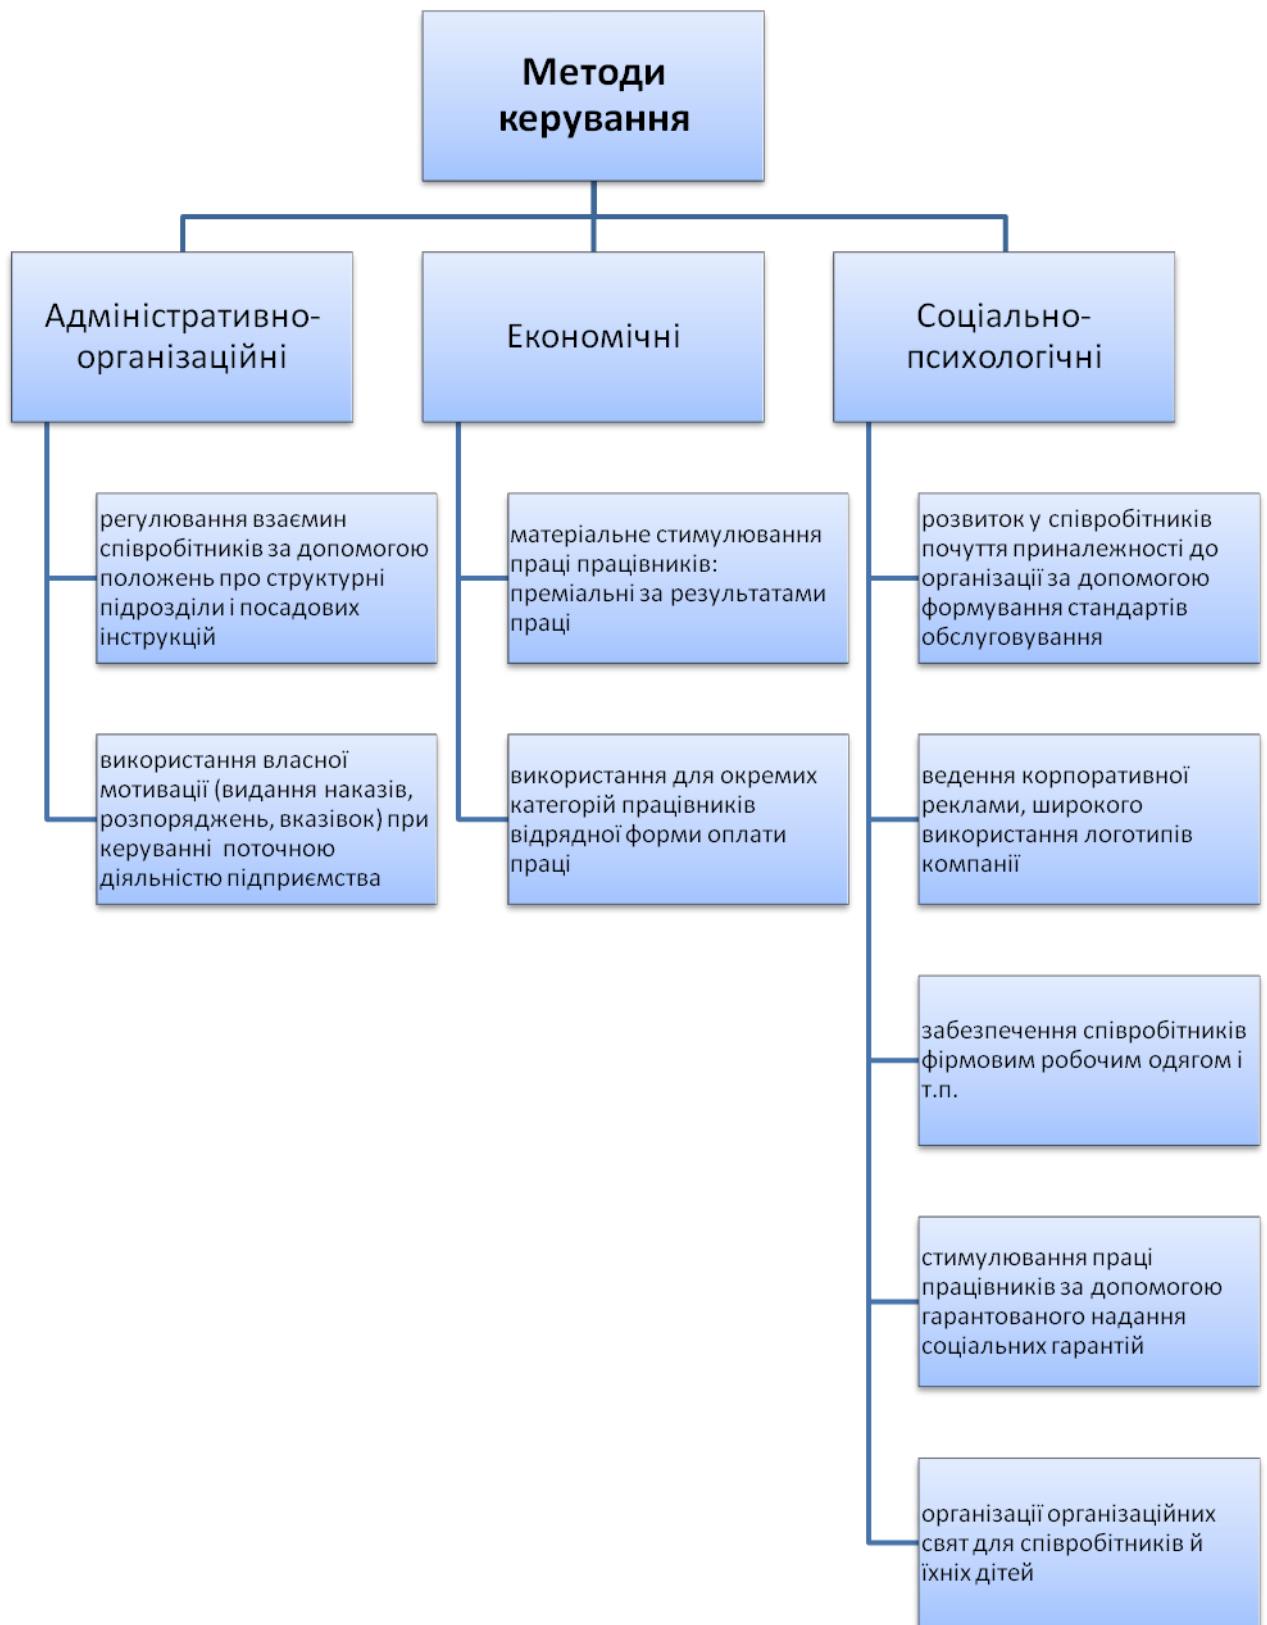 Методи
керування
Адміністративно-
організаційні
регулювання взаємин
співробітників за допомогою
положень про структурні
підрозділи і посадових
інструкцій
використання власної
мотивації (видання наказів,
розпоряджень, вказівок) при
керуванні поточною
діяльністю підприємства
Економічні
матеріальне стимулювання
праці працівників:
преміальні за результатами
праці
використання для окремих
категорій працівників
відрядної форми оплати
праці
Соціально-
психологічні
розвиток у співробітників
почуття приналежності до
організації за допомогою
формування стандартів
обслуговування
ведення корпоративної
реклами, широкого
використання логотипів
компанії
забезпечення співробітників
фірмовим робочим одягом і
т.п.
стимулювання праці
працівників за допомогою
гарантованого надання
соціальних гарантій
організації організаційних
свят для співробітників й
їхніх дітей